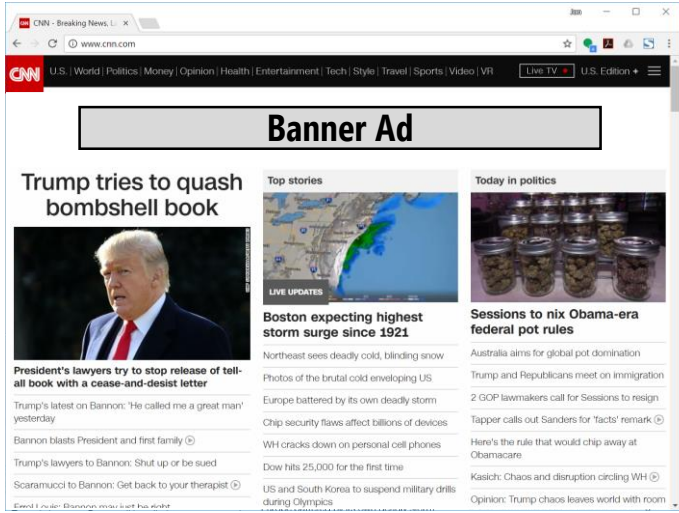 CNN - Breaking News, L
www.cnn.com
CNN
U.S. | World | Politics | Money | Opinion | Health | Entertainment | Tech | Style | Travel | Sports | Video | VR
Live TV
U.S. Edition +
Banner Ad
Trump tries to quash
bombshell book
President's lawyers try to stop release of tell-
all book with a cease-and-desist letter
Trump's latest on Bannon: 'He called me a great man'
yesterday
Bannon blasts President and first family
Trump's lawyers to Bannon: Shut up or be sued
Scaramucci to Bannon: Get back to your therapist
Errol Louis: Bannon may just be right
Top stories
LIVE UPDATES
Boston expecting highest
storm surge since 1921
Northeast sees deadly cold, blinding snow
Photos of the brutal cold enveloping US
Europe battered by its own deadly storm
Chip security flaws affect billions of devices
WH cracks down on personal cell phones
Dow hits 25,000 for the first time
US and South Korea to suspend military drills
during Olympics
Today in politics
Sessions to nix Obama-era
federal pot rules
Australia aims for global pot domination
Trump and Republicans meet on immigration
2 GOP lawmakers call for Sessions to resign
Tapper calls out Sanders for 'facts' remark
Here's the rule that would chip away at
Obamacare
Kasich: Chaos and disruption circling WH
Opinion: Trump chaos leaves world with room